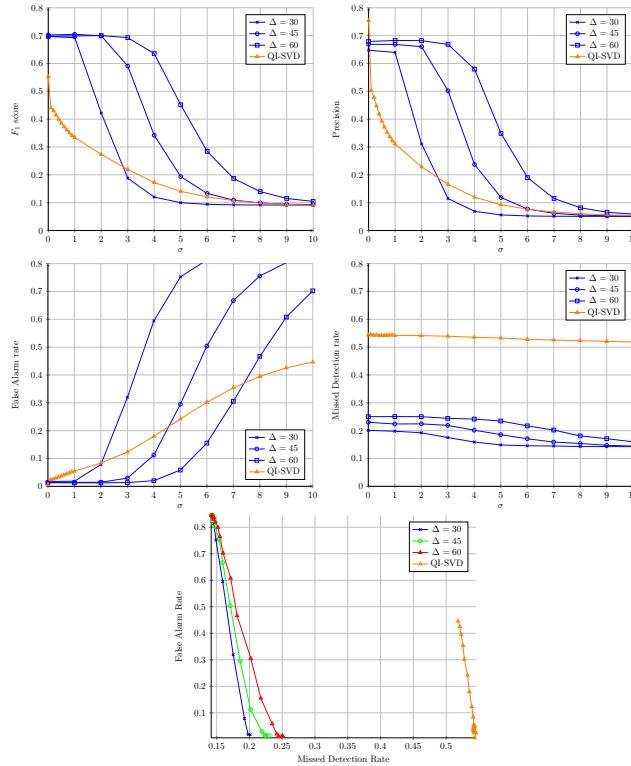 0.8
0.7
0.6
0.5
0.4
0.3
0.2
0.1
0
0 1 2 3 4 5 6 7 8 9 10
F1 score
σ
Δ = 30
Δ = 45
Δ = 60
QI-SVD
0.8
0.7
0.6
0.5
0.4
0.3
0.2
0.1
0
0 1 2 3 4 5 6 7 8 9 10
Precision
σ
Δ = 30
Δ = 45
Δ = 60
QI-SVD
0.8
0.7
0.6
0.5
0.4
0.3
0.2
0.1
0
0 1 2 3 4 5 6 7 8 9 10
False Alarm rate
σ
Δ = 30
Δ = 45
Δ = 60
QI-SVD
0.8
0.7
0.6
0.5
0.4
0.3
0.2
0.1
0
0 1 2 3 4 5 6 7 8 9 1
Missed Detection rate
σ
Δ = 30
Δ = 45
Δ = 60
QI-SVD
0.8
0.7
0.6
0.5
0.4
0.3
0.2
0.1
0.15 0.2 0.25 0.3 0.35 0.4 0.45 0.5
False Alarm Rate
Missed Detection Rate
Δ = 30
Δ = 45
Δ = 60
QI-SVD